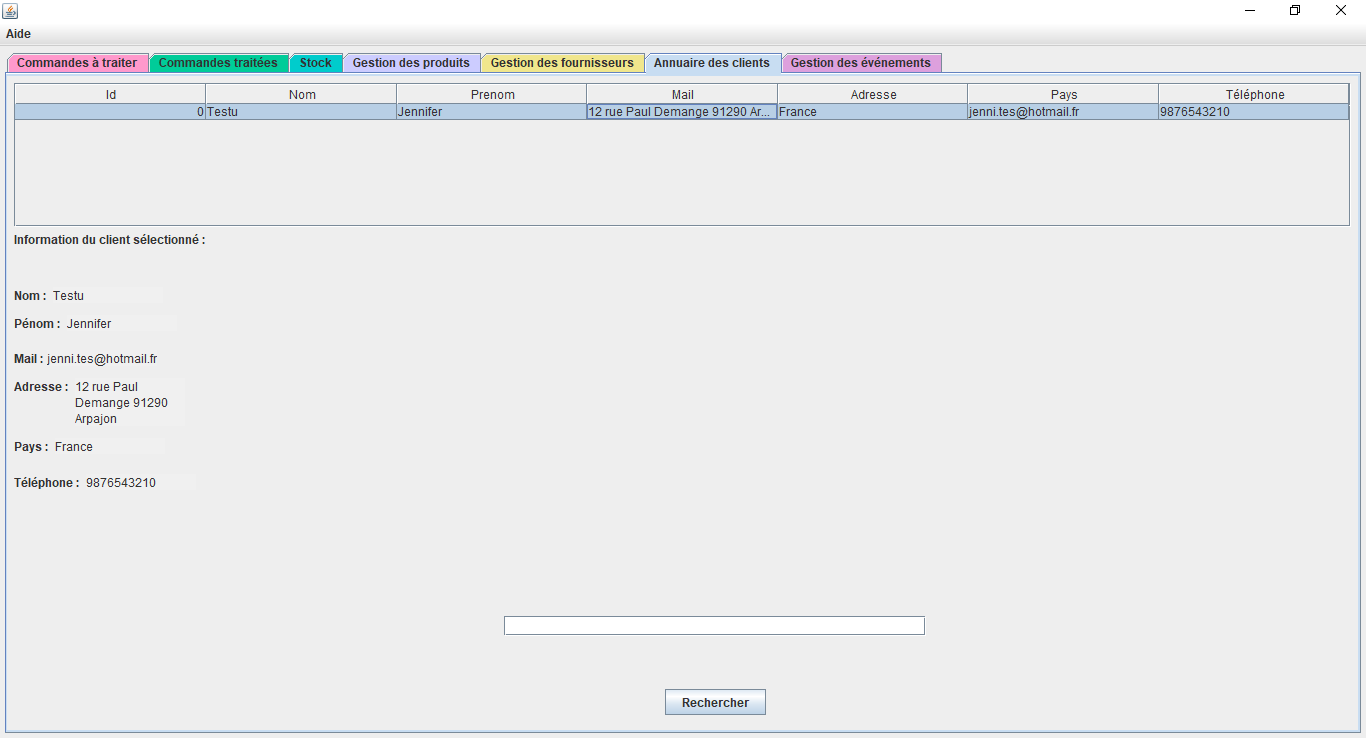 Aide
Commandes à traiter Commandes traitées Stock Gestion des produits Gestion des fournisseurs Annuaire des clients Gestion des événements
Id Nom Prenom Mail Adresse Pays Téléphone
0 Testu Jennifer 12 rue Paul Demange 91290 Ar... France jenni.tes@hotmail.fr 9876543210
Information du client sélectionné :
Nom : Testu
Pénom : Jennifer
Mail : jenni.tes@hotmail.fr
Adresse : 12 rue Paul
Demange 91290
Arpajon
Pays : France
Téléphone : 9876543210
Rechercher